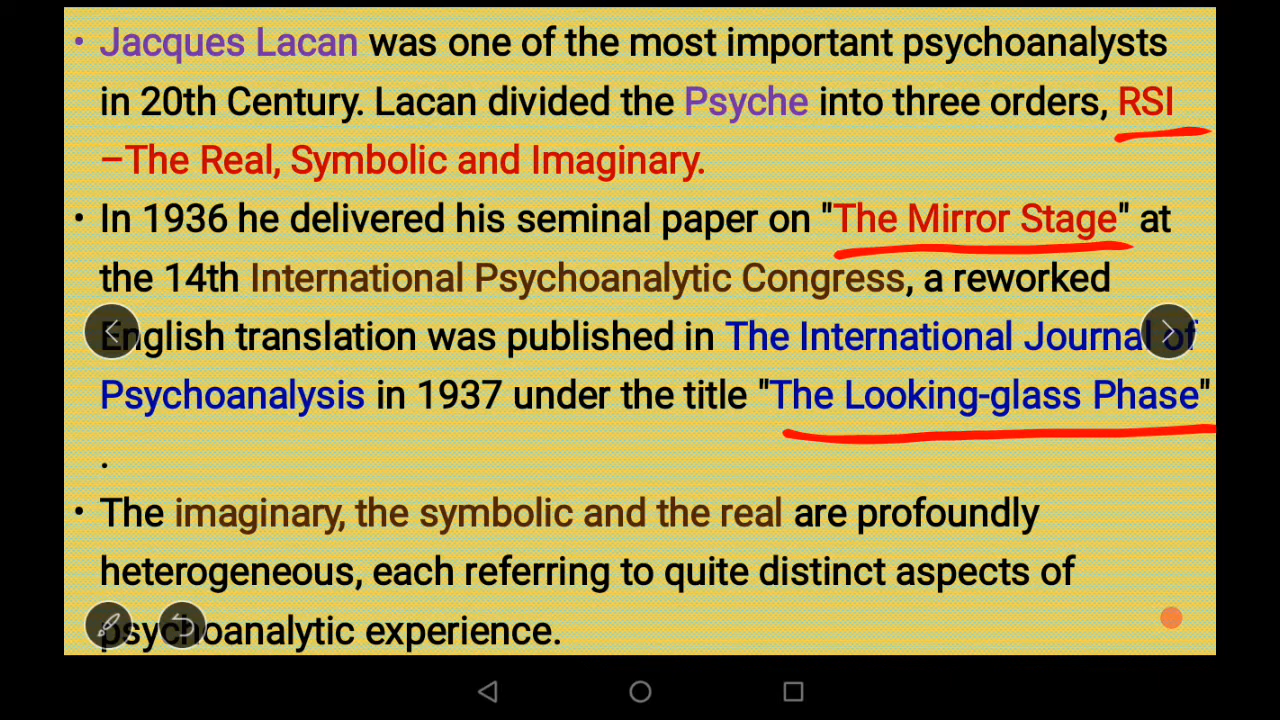 • Jacques Lacan was one of the most important psychoanalysts
in 20th Century. Lacan divided the Psyche into three orders, RSI
–The Real, Symbolic and Imaginary.
• In 1936 he delivered his seminal paper on "The Mirror Stage" at
the 14th International Psychoanalytic Congress, a reworked
English translation was published in The International Journal of
Psychoanalysis in 1937 under the title "The Looking-glass Phase"
.
• The imaginary, the symbolic and the real are profoundly
heterogeneous, each referring to quite distinct aspects of
psychoanalytic experience.